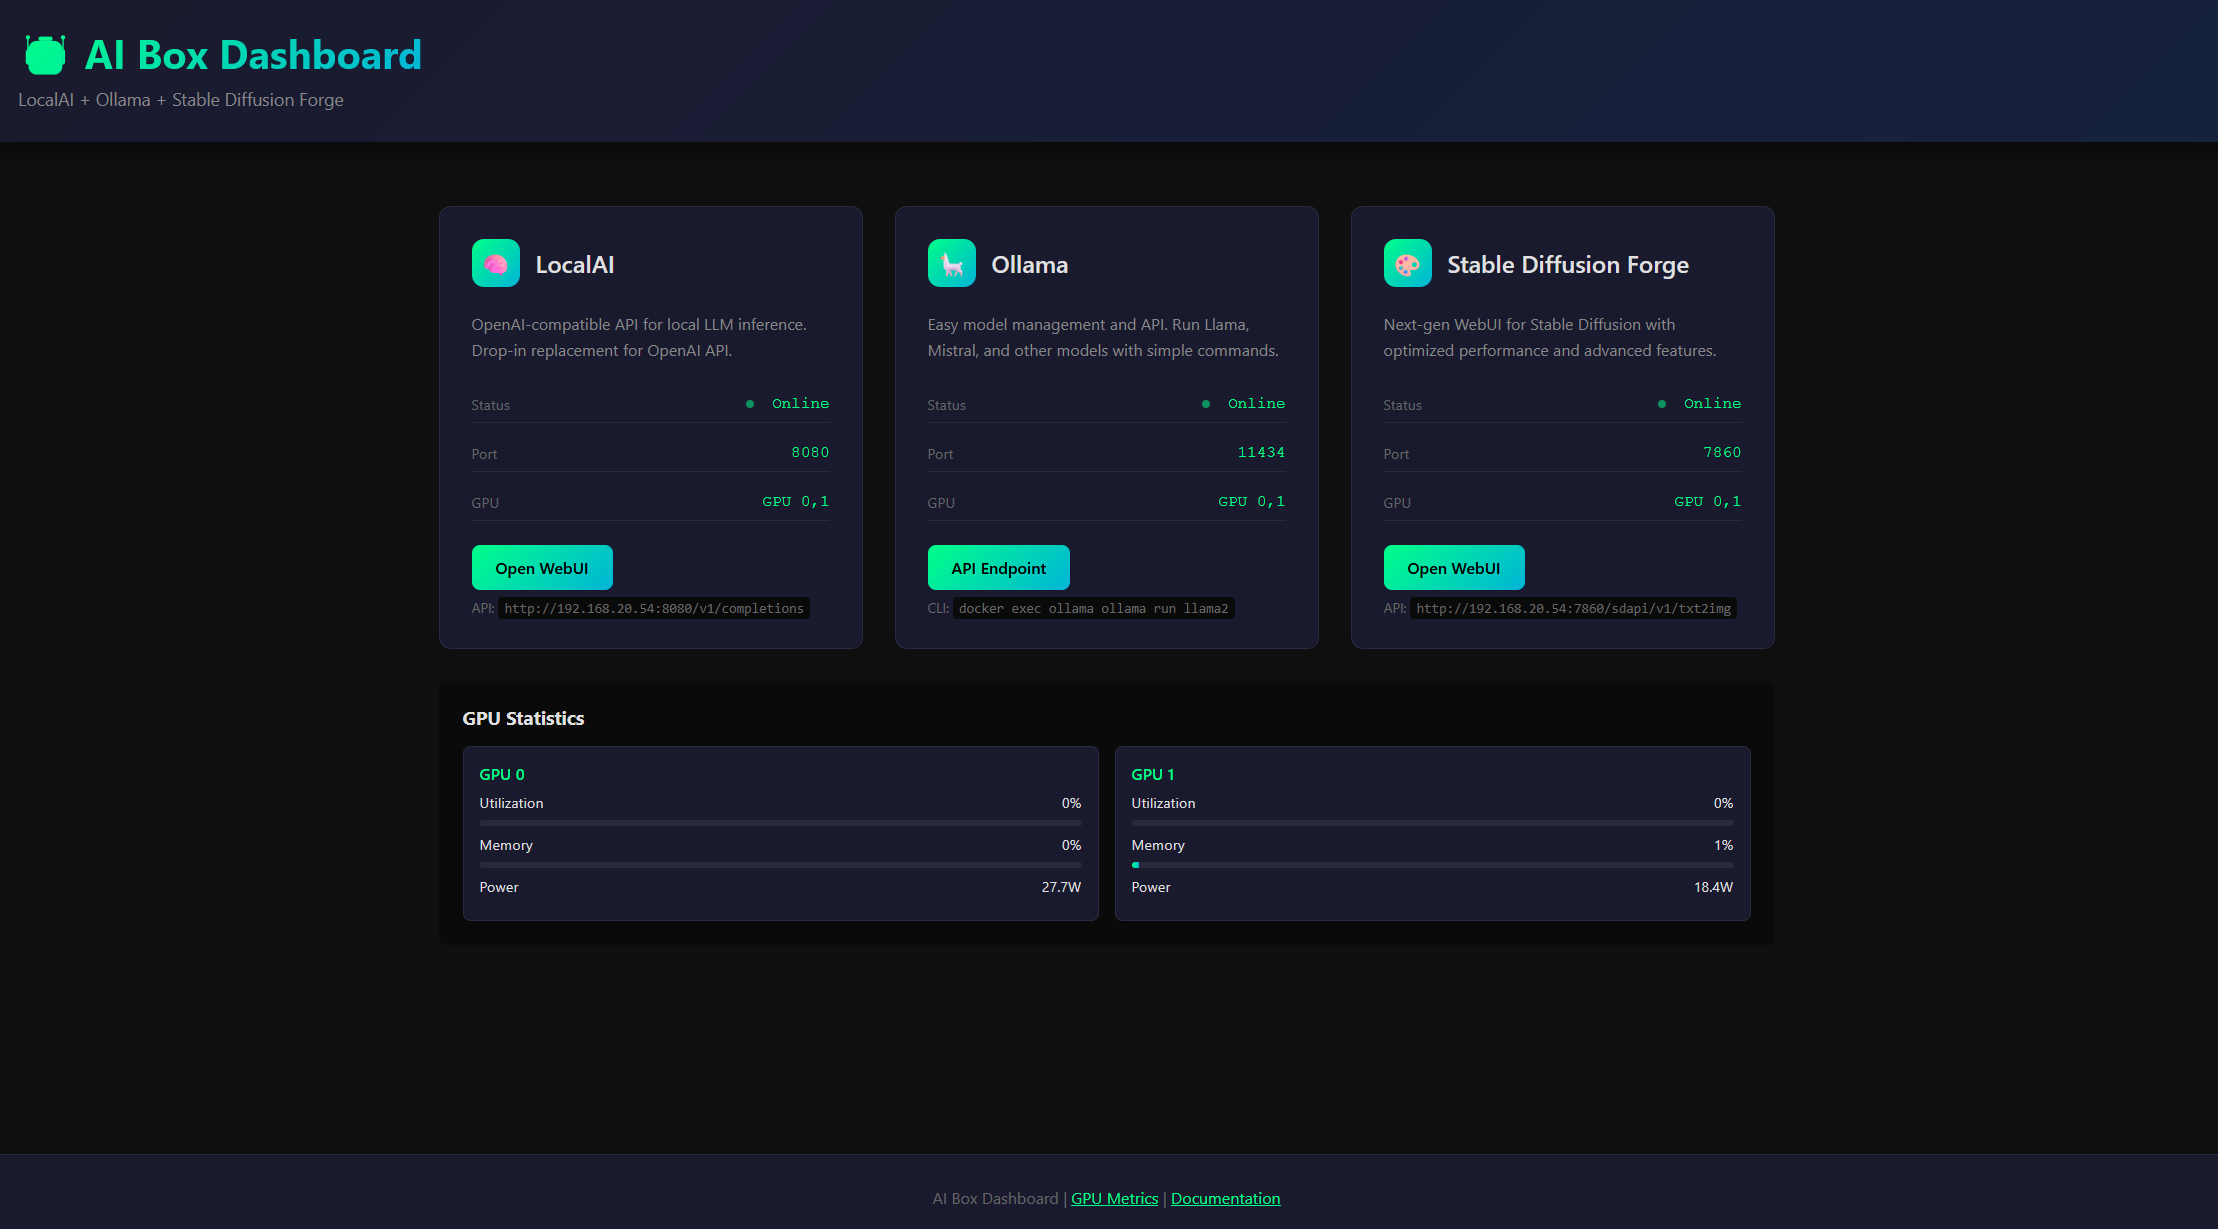 AI Box Dashboard
LocalAI + Ollama + Stable Diffusion Forge
LocalAI
OpenAI-compatible API for local LLM inference.
Drop-in replacement for OpenAI API.
Status Online
Port 8080
GPU GPU 0,1
Open WebUI
API: http://192.168.20.54:8080/v1/completions
Ollama
Easy model management and API. Run Llama,
Mistral, and other models with simple commands.
Status Online
Port 11434
GPU GPU 0,1
API Endpoint
CLI: docker exec ollama ollama run llama2
Stable Diffusion Forge
Next-gen WebUI for Stable Diffusion with
optimized performance and advanced features.
Status Online
Port 7860
GPU GPU 0,1
Open WebUI
API: http://192.168.20.54:7860/sdapi/v1/txt2img
GPU Statistics
GPU 0
Utilization 0%
Memory 0%
Power 27.7W
GPU 1
Utilization 0%
Memory 1%
Power 18.4W
AI Box Dashboard | GPU Metrics | Documentation